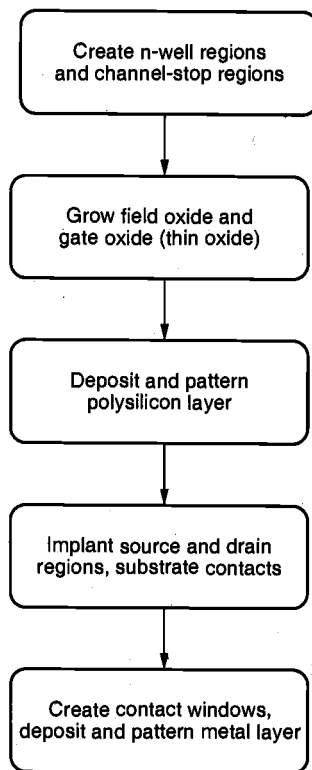 Create n-well regions
and channel-stop regions
Grow field oxide and
gate oxide (thin oxide)
Deposit and pattern
polysilicon layer
Implant source and drain
regions, substrate contacts
Create contact windows,
deposit and pattern metal layer